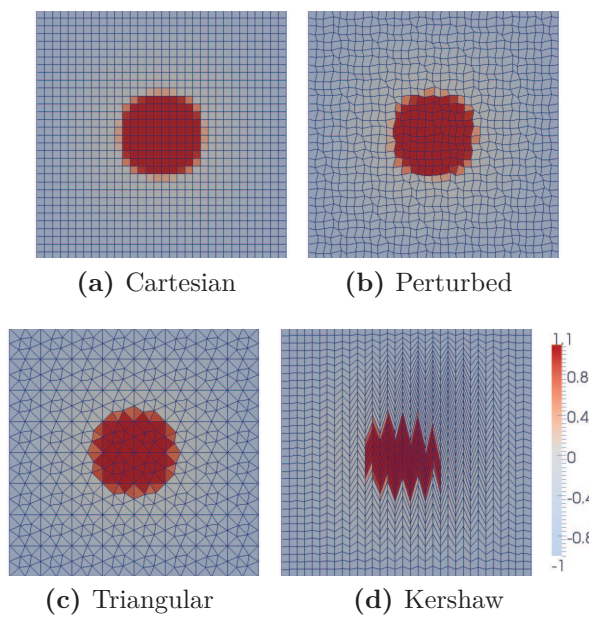 (a) Cartesian
(b) Perturbed
(c) Triangular
(d) Kershaw
1.1
0.8
0.4
0
-0.4
-0.8
-1